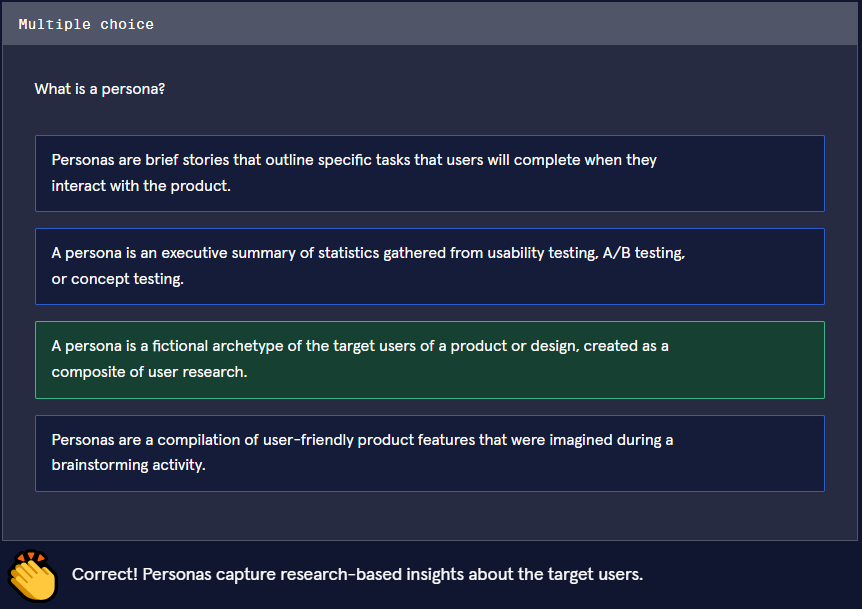 Multiple choice
What is a persona?
Personas are brief stories that outline specific tasks that users will complete when they
interact with the product.
A persona is an executive summary of statistics gathered from usability testing, A/B testing,
or concept testing.
A persona is a fictional archetype of the target users of a product or design, created as a
composite of user research.
Personas are a compilation of user-friendly product features that were imagined during a
brainstorming activity.
Correct! Personas capture research-based insights about the target users.